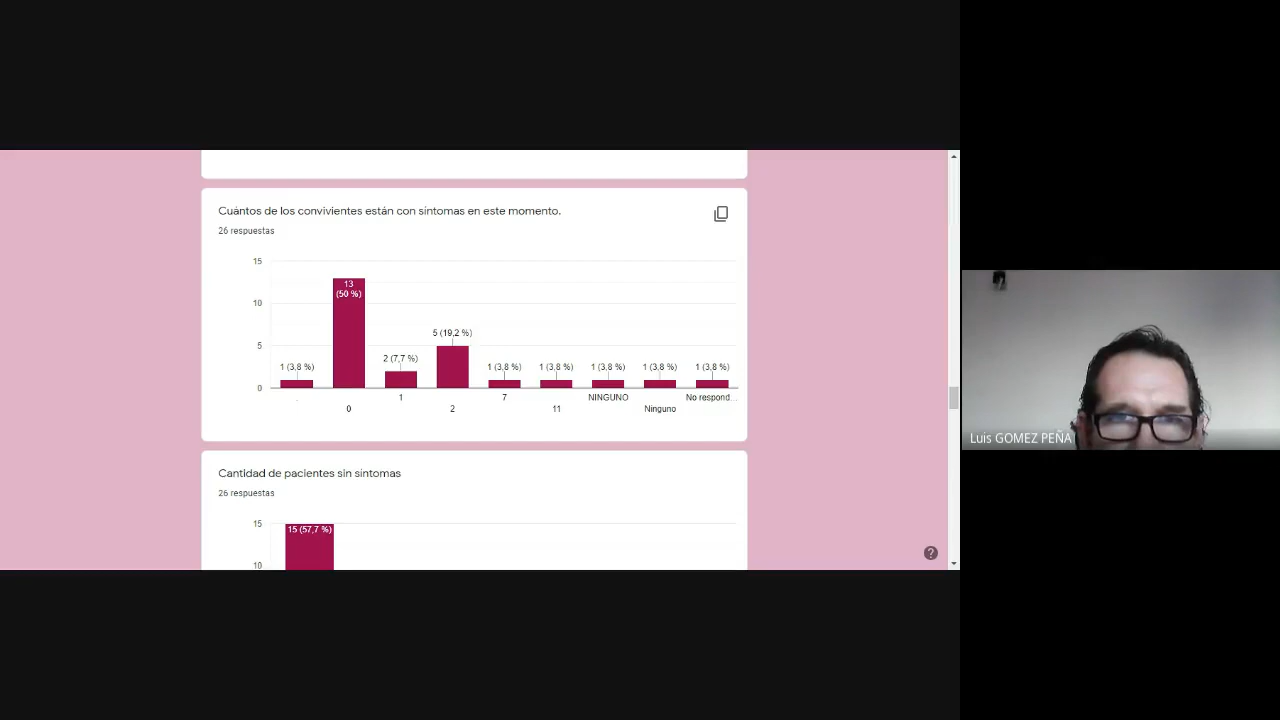 Cuántos de los convivientes están con síntomas en este momento.
26 respuestas
15
10
5
0
1 (3,8 %)
13
(50 %)
2 (7,7 %)
5 (19,2 %)
1 (3,8 %)
1 (3,8 %)
1 (3,8 %)
1 (3,8 %)
1 (3,8 %)
.
0
1
2
7
11
NINGUNO
Ninguno
No respond…
Cantidad de pacientes sin síntomas
26 respuestas
15
10
15 (57,7 %)
?
Luis GOMEZ PEÑA